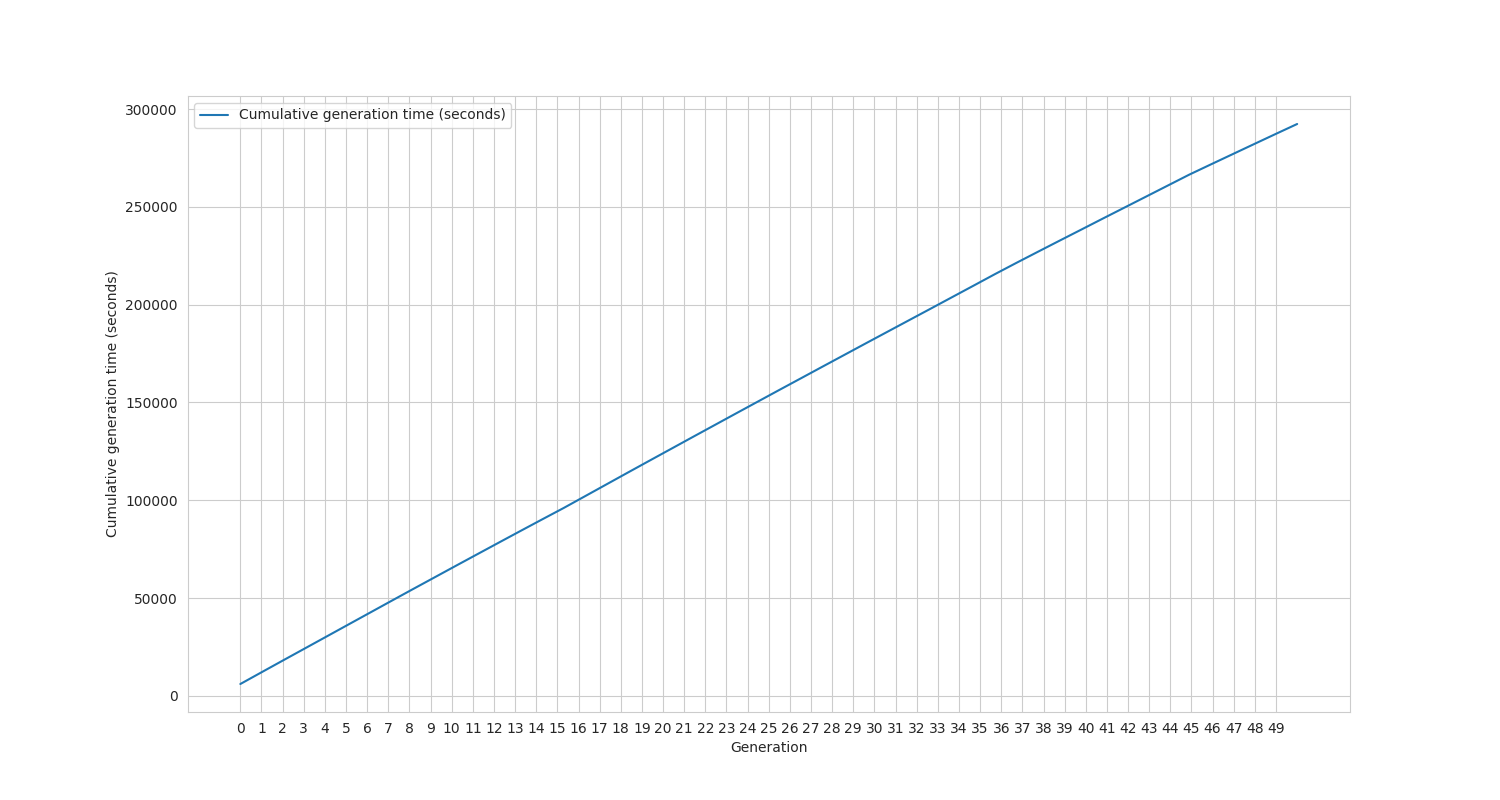 Cumulative generation time (seconds)
300000
250000
200000
150000
100000
50000
0
Cumulative generation time (seconds)
0 1 2 3 4 5 6 7 8 9 10 11 12 13 14 15 16 17 18 19 20 21 22 23 24 25 26 27 28 29 30 31 32 33 34 35 36 37 38 39 40 41 42 43 44 45 46 47 48 49
Generation